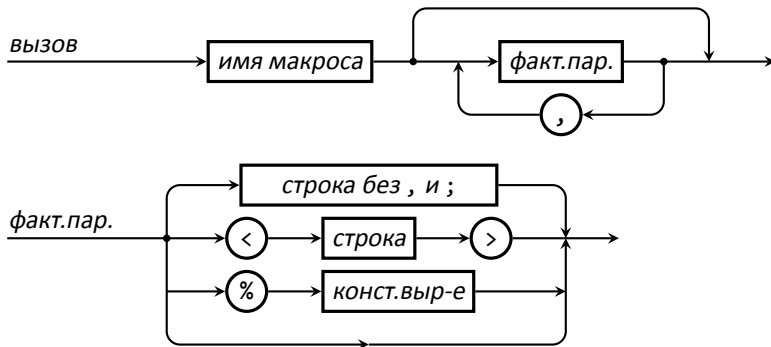 вызов
имя макроса
факт.пар.
,
строка без , и ;
факт.пар.
< строка >
% конст.выр-е